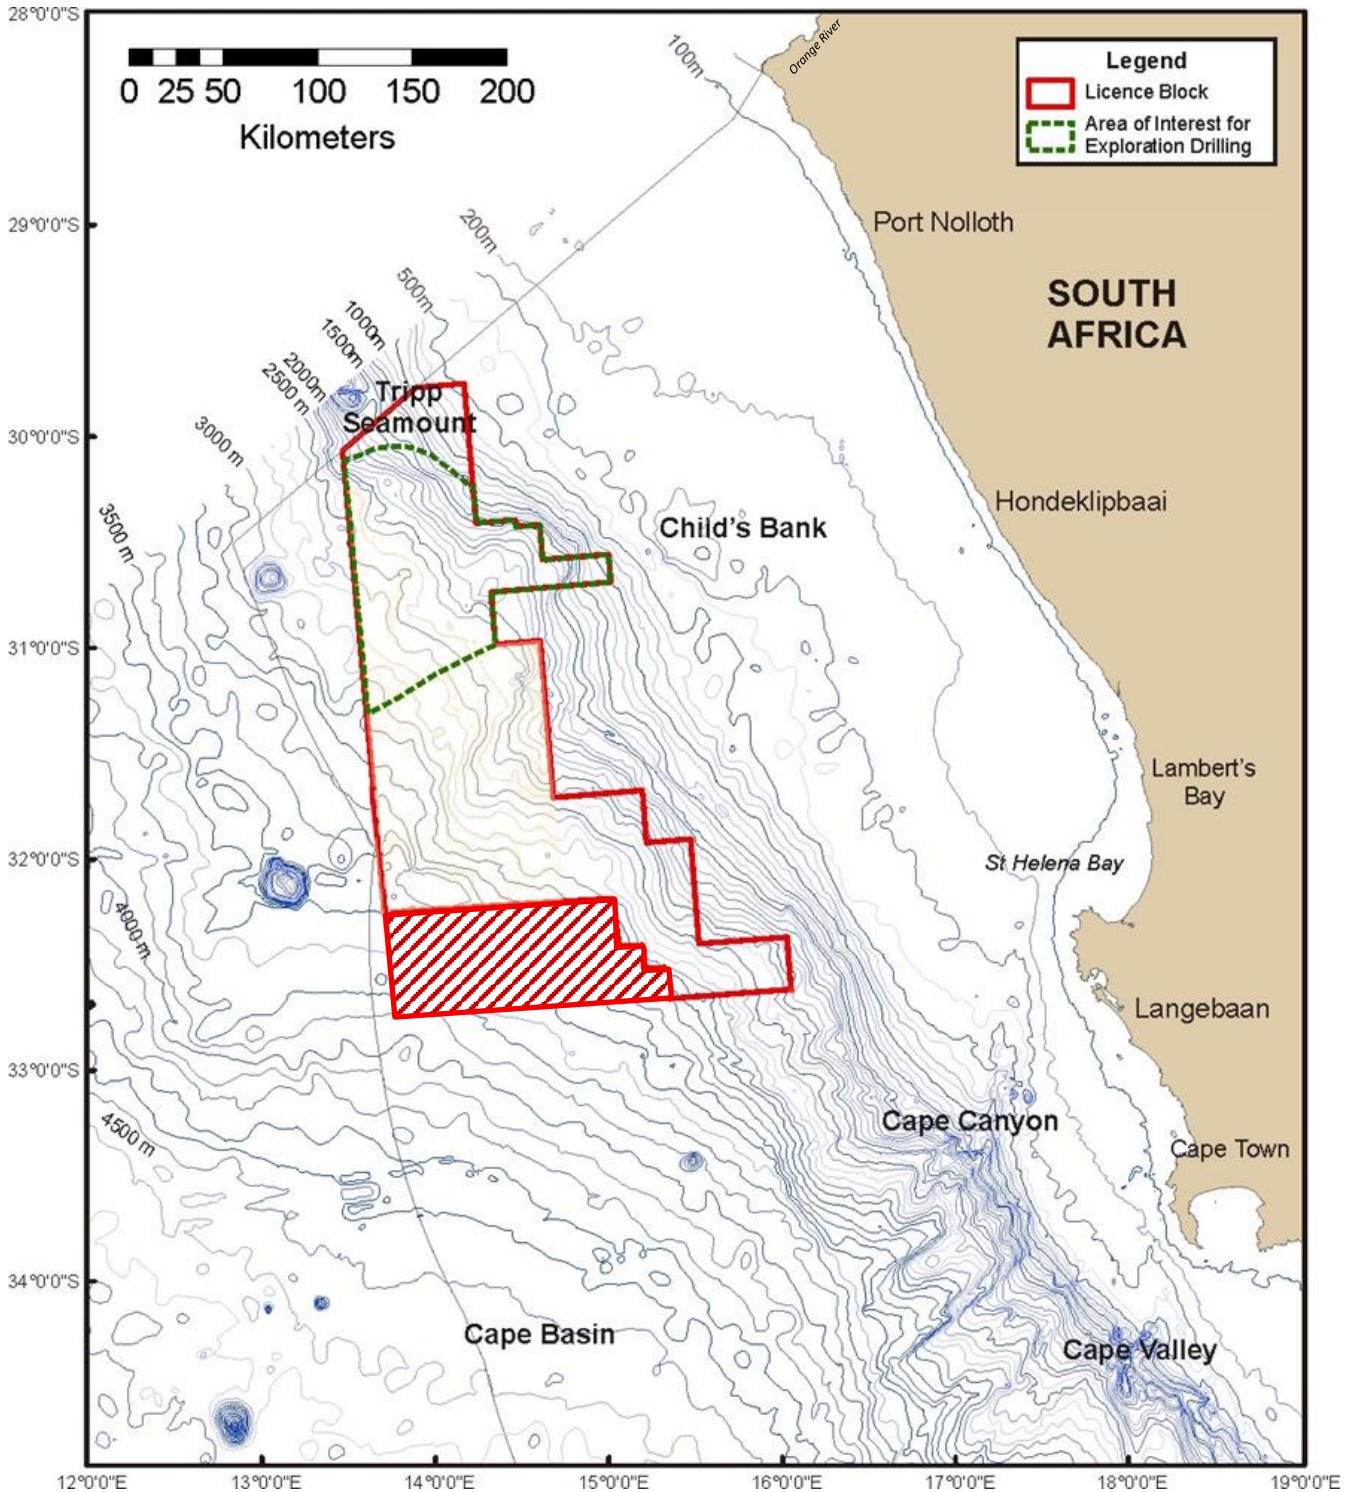 28°0'0"S
29°0'0"S
30°0'0"S
31°0'0"S
32°0'0"S
33°0'0"S
34°0'0"S
0 25 50 100 150 200
Kilometers
Orange River
Legend
Licence Block
Area of Interest for
Exploration Drilling
100m
200m
500m
1000m
1500m
2000m
2500 m
3000 m
3500 m
4000 m
4500 m
Port Nolloth
SOUTH
AFRICA
Tripp
Seamount
Hondeklipbaai
Child's Bank
Lambert's
Bay
St Helena Bay
Langebaan
Cape Canyon
Cape Town
Cape Basin
Cape Valley
12°0'0"E 13°0'0"E 14°0'0"E 15°0'0"E 16°0'0"E 17°0'0"E 18°0'0"E 19°0'0"E